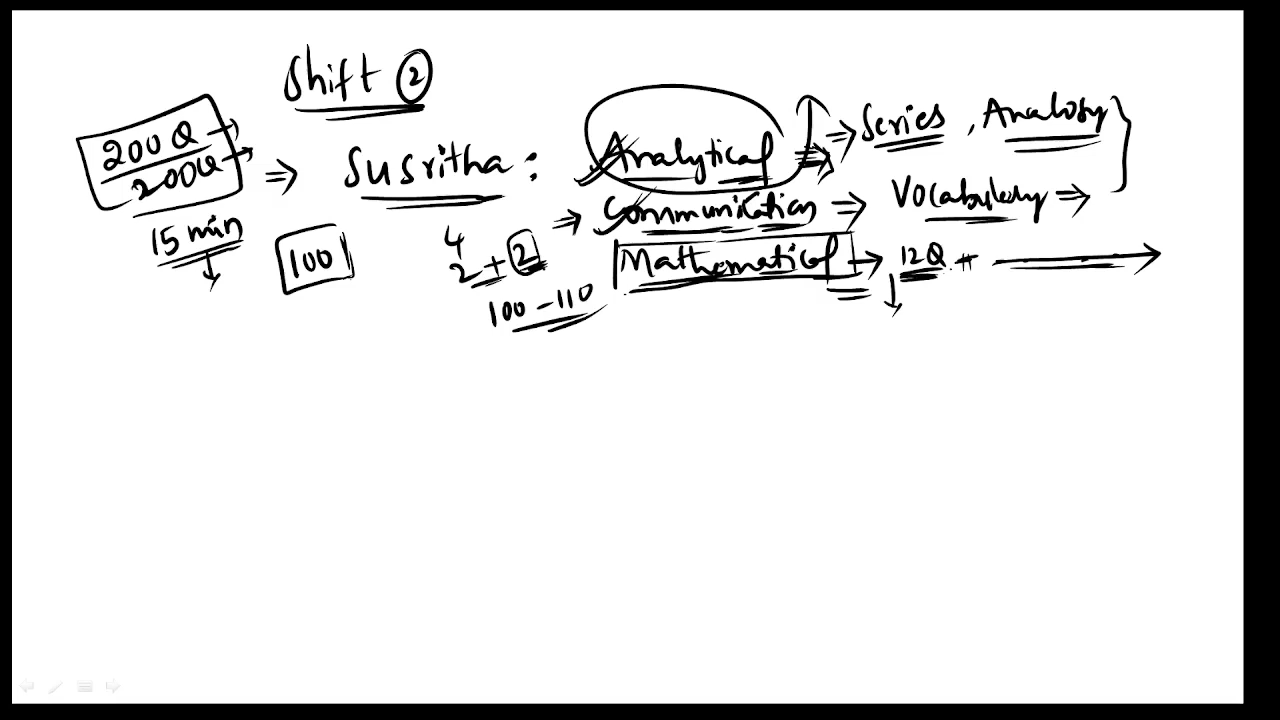 Shift 2
200Q
200Q
15 min
100
Susritha :
4
2 + 2
100 - 110
Analytical ⇒ Series , Analogy
Communication ⇒ Vocabulary ⇒
Mathematical → 12Q +